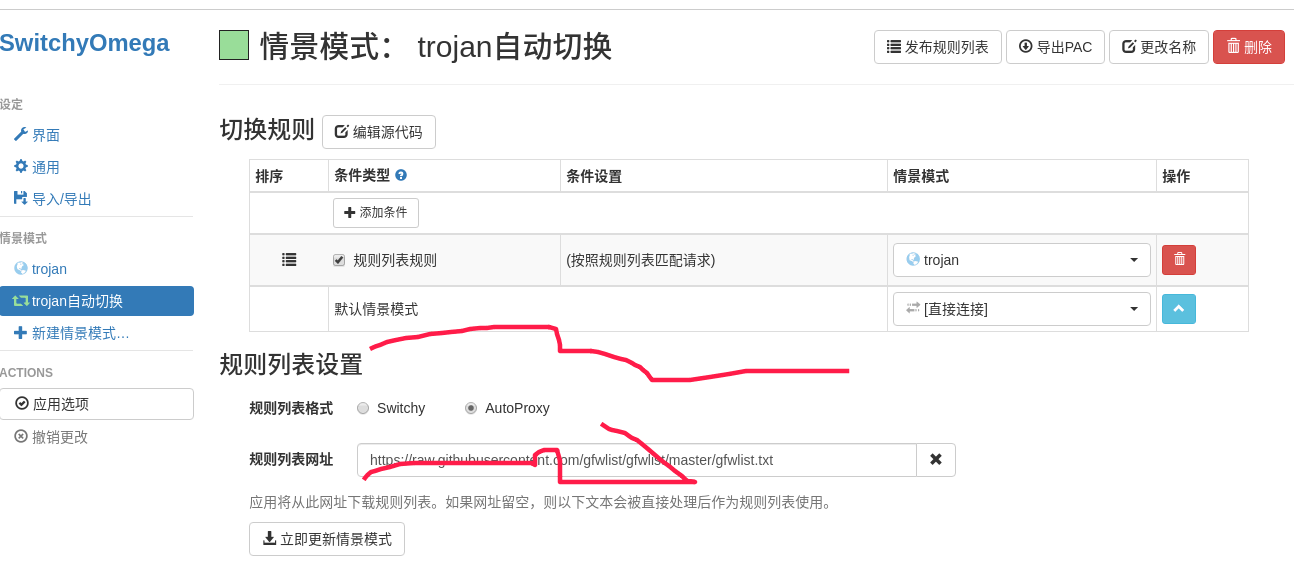 SwitchyOmega
情景模式： trojan自动切换
发布规则列表 导出PAC 更改名称 删除
设定
界面
通用
导入/导出
情景模式
trojan
trojan自动切换
新建情景模式…
ACTIONS
应用选项
撤销更改
切换规则 编辑源代码
排序 条件类型 条件设置 情景模式 操作
添加条件
规则列表规则 (按照规则列表匹配请求) trojan
默认情景模式 [直接连接]
规则列表设置
规则列表格式 Switchy AutoProxy
规则列表网址 https://raw.githubusercontent.com/gfwlist/gfwlist/master/gfwlist.txt
应用将从此网址下载规则列表。如果网址留空，则以下文本会被直接处理后作为规则列表使用。
立即更新情景模式